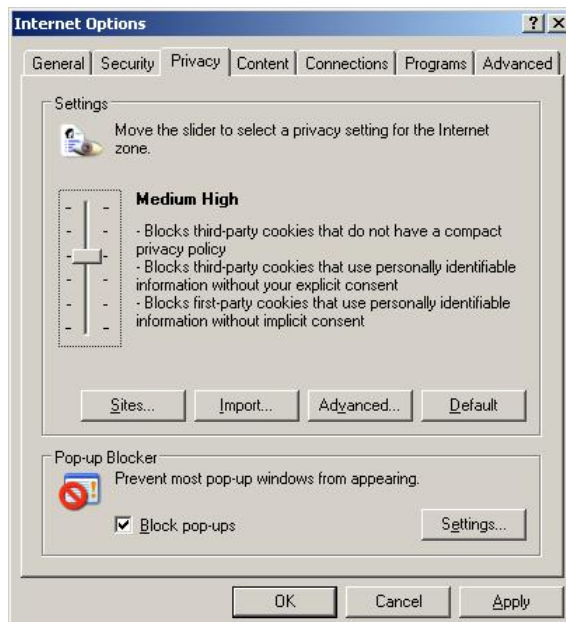 Internet Options
General Security Privacy Content Connections Programs Advanced
Settings
Move the slider to select a privacy setting for the Internet
zone.
Medium High
- Blocks third-party cookies that do not have a compact
privacy policy
- Blocks third-party cookies that use personally identifiable
information without your explicit consent
- Blocks first-party cookies that use personally identifiable
information without implicit consent
Sites... Import... Advanced... Default
Pop-up Blocker
Prevent most pop-up windows from appearing.
Block pop-ups Settings...
OK Cancel Apply